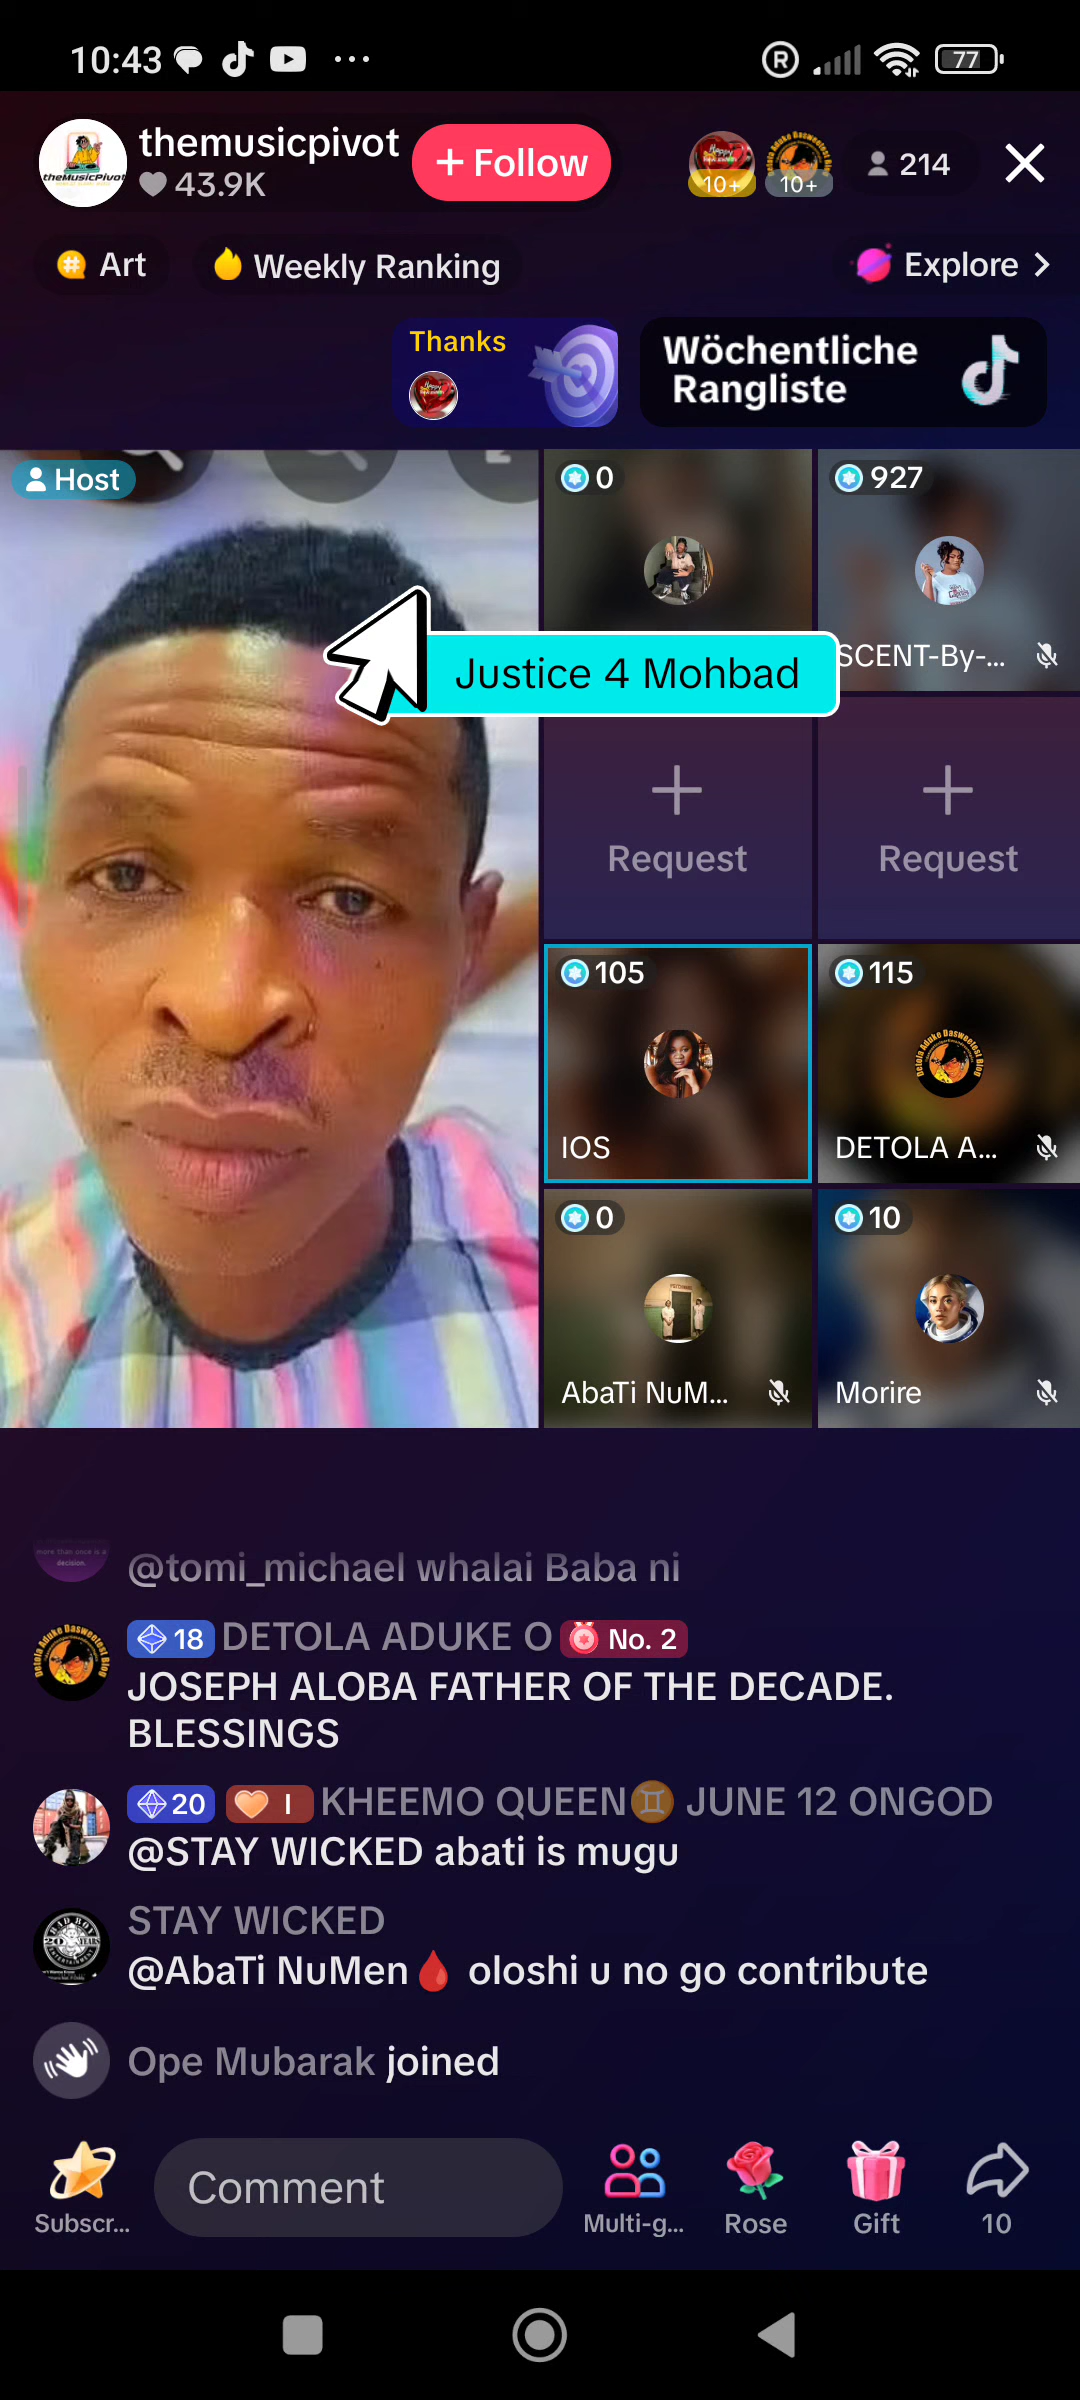 10:43
77
themusicpivot
43.9K
+ Follow
10+
10+
214
Art
Weekly Ranking
Explore
Thanks
Wöchentliche
Rangliste
Host
0
927
Justice 4 Mohbad
SCENT-By-...
Request
Request
105
115
IOS
DETOLA A...
0
10
AbaTi NuM...
Morire
@tomi_michael whalai Baba ni
18 DETOLA ADUKE O No. 2
JOSEPH ALOBA FATHER OF THE DECADE.
BLESSINGS
20 I KHEEMO QUEEN♊ JUNE 12 ONGOD
@STAY WICKED abati is mugu
STAY WICKED
@AbaTi NuMen🩸 oloshi u no go contribute
Ope Mubarak joined
Comment
Subscr...
Multi-g...
Rose
Gift
10